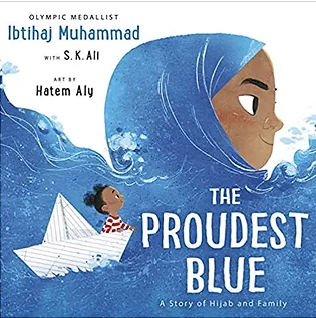 OLYMPIC MEDALLIST
Ibtihaj Muhammad
WITH S. K. Ali
ART BY
Hatem Aly
THE
PROUDEST
BLUE
A Story of Hijab and Family